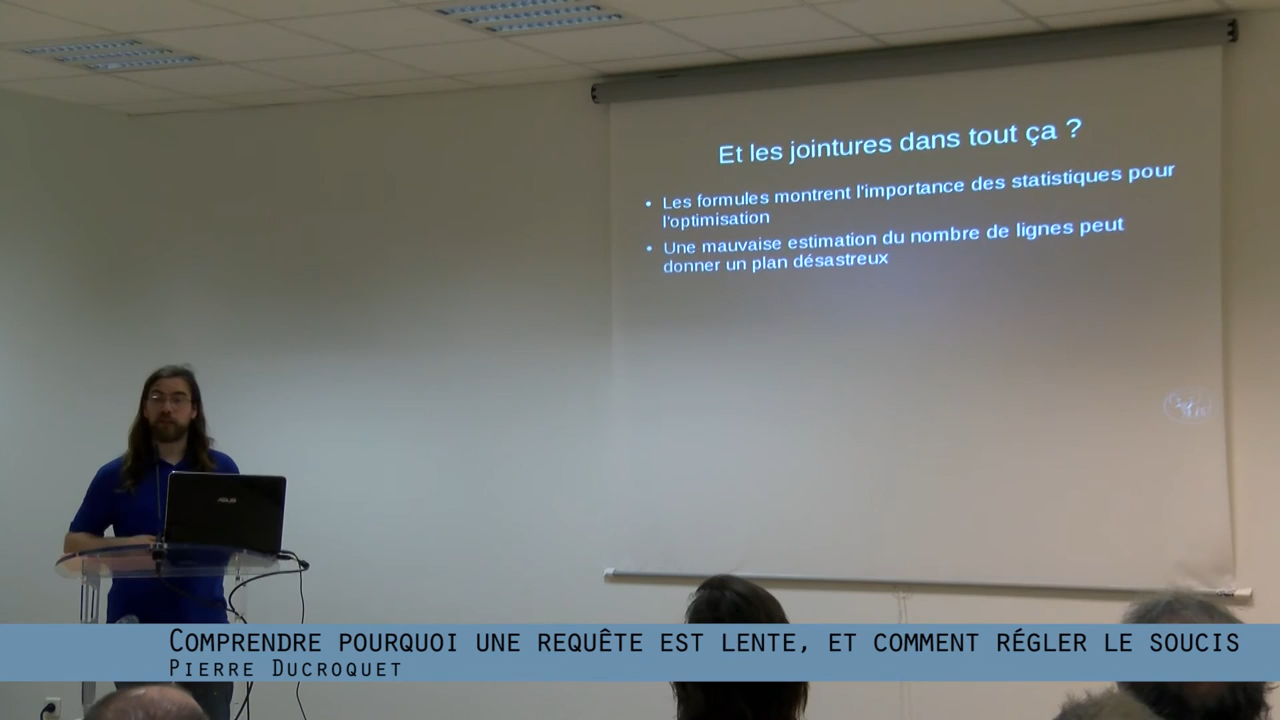 Et les jointures dans tout ça ?
• Les formules montrent l'importance des statistiques pour
l'optimisation
• Une mauvaise estimation du nombre de lignes peut
donner un plan désastreux
ASUS
Comprendre pourquoi une requête est lente, et comment régler le soucis
Pierre Ducroquet